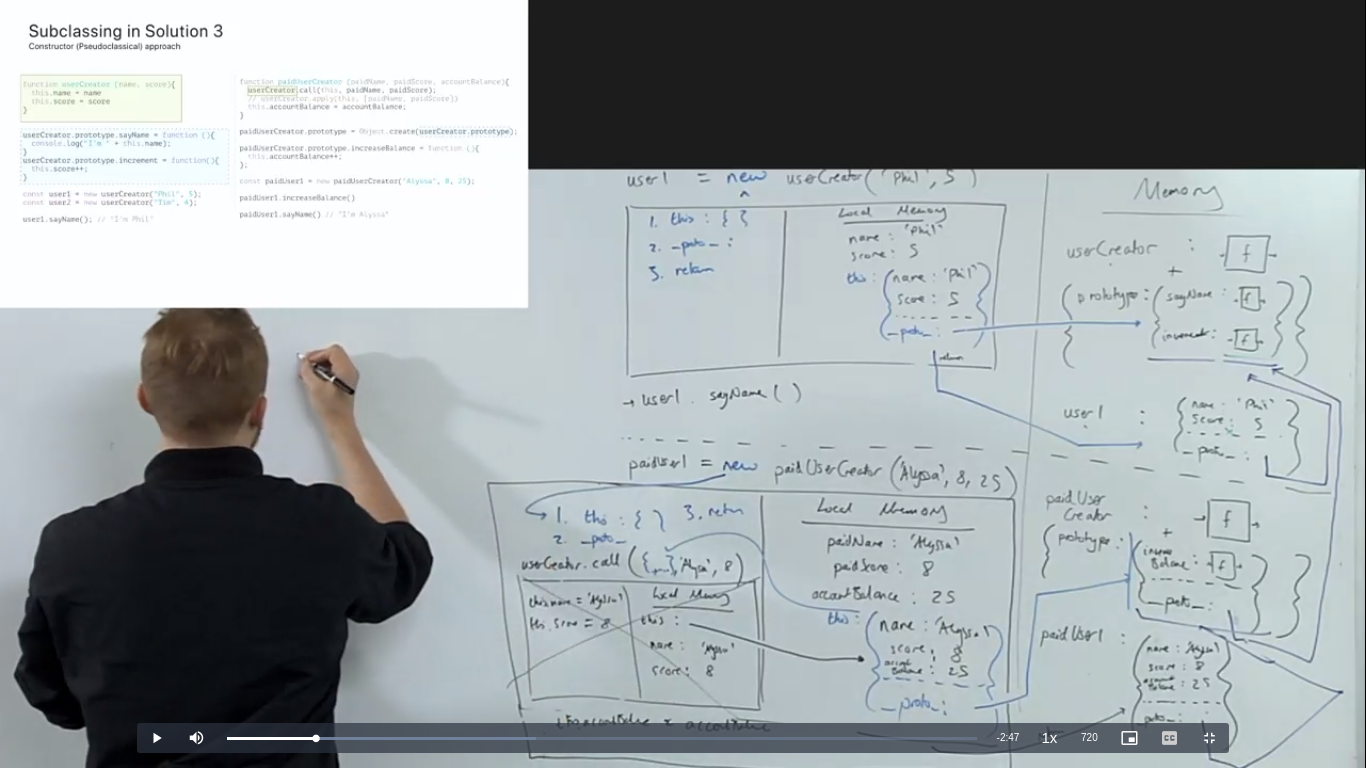 Subclassing in Solution 3
Constructor (Pseudoclassical) approach
function userCreator (name, score){
this.name = name
this.score = score
}
userCreator.prototype.sayName = function (){
console.log("I'm " + this.name);
}
userCreator.prototype.increment = function(){
this.score++;
}
const user1 = new userCreator("Phil", 5);
const user2 = new userCreator("Tim", 4);
user1.sayName(); // "I'm Phil"
function paidUserCreator (paidName, paidScore, accountBalance){
userCreator.call(this, paidName, paidScore);
// userCreator.apply(this, [paidName, paidScore])
this.accountBalance = accountBalance;
}
paidUserCreator.prototype = Object.create(userCreator.prototype);
paidUserCreator.prototype.increaseBalance = function (){
this.accountBalance++;
};
const paidUser1 = new paidUserCreator("Alyssa", 8, 25);
paidUser1.increaseBalance()
paidUser1.sayName() // "I'm Alyssa"
user1 = new userCreator('Phil', 5)
1. this : { }
2. _proto_ :
3. return
Local Memory
name : 'Phil'
score : 5
this : { name : 'Phil'
score : 5
_proto_ :
return
→ user1 . sayName ( )
paidUser1 = new paidUserCreator ('Alyssa', 8, 25)
1. this : { } 3. return
2. _proto_
userCreator.call ({...}, 'Alyssa', 8)
this.name = 'Alyssa'
this.score = 8
Local Memory
this :
name : 'Alyssa'
score : 8
Local Memory
paidName : 'Alyssa'
paidScore : 8
accountBalance : 25
this : { name : 'Alyssa'
score : 8
account Balance : 25
_proto_ :
Memory
userCreator : f
+
{ prototype : { sayName : f
increment : f
user1 : { name : 'Phil'
score : 5
_proto_ :
paidUser
Creator : f
+
{ prototype : {
Balance : f
_proto_ :
paidUser1 : { name : 'Alyssa'
score : 8
account Balance : 25
_proto_ :
-2:47 1x 720 CC